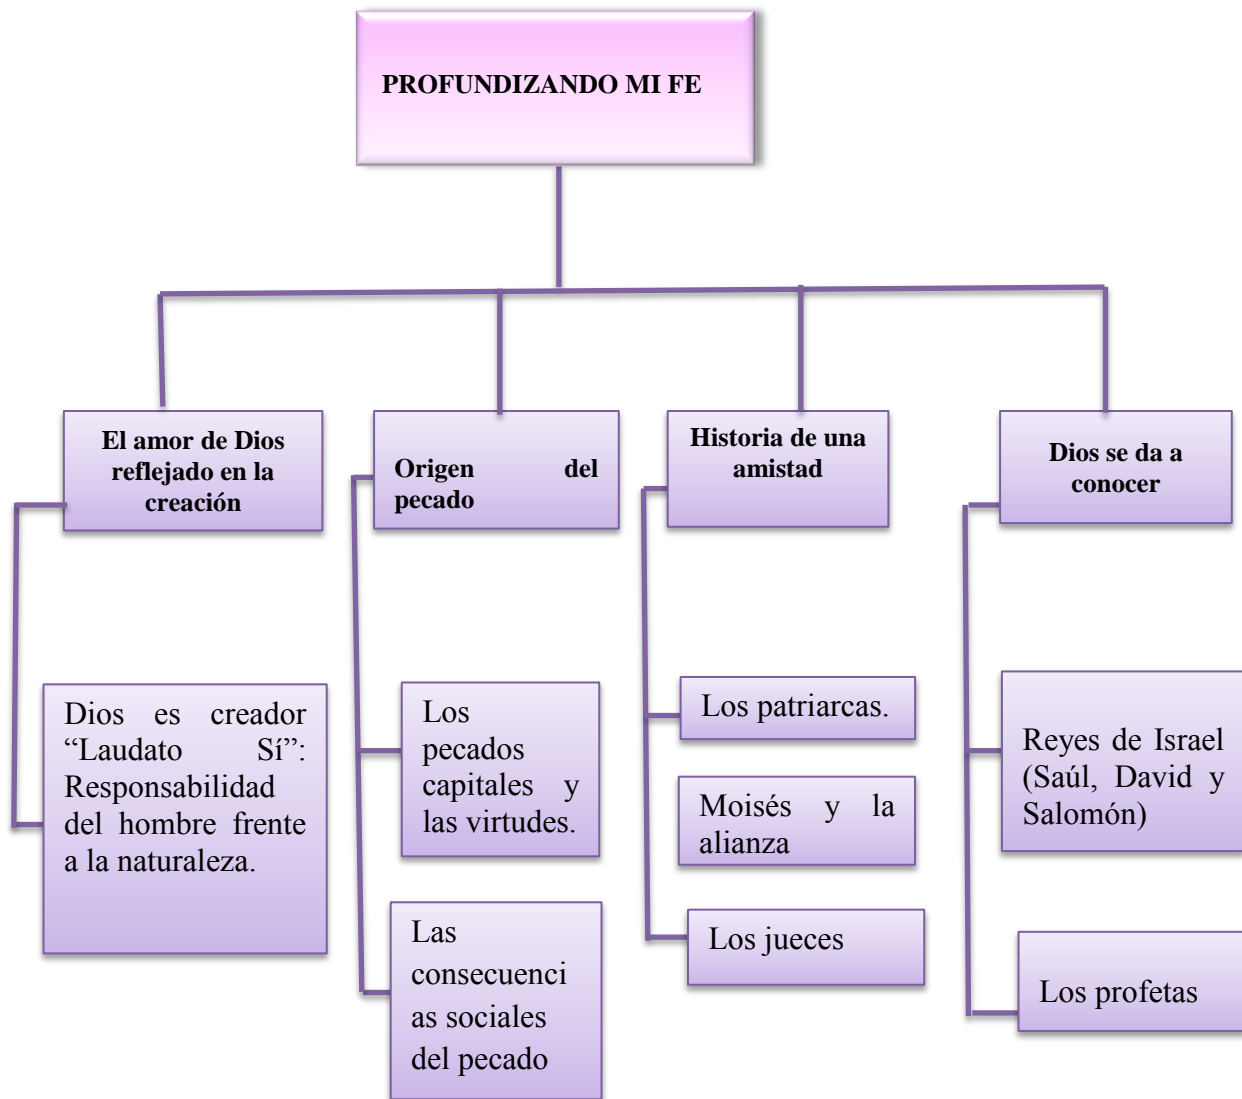 PROFUNDIZANDO MI FE
El amor de Dios
reflejado en la
creación
Dios es creador
“Laudato Sí”:
Responsabilidad
del hombre frente
a la naturaleza.
Origen del
pecado
Los
pecados
capitales y
las virtudes.
Las
consecuenci
as sociales
del pecado
Historia de una
amistad
Los patriarcas.
Moisés y la
alianza
Los jueces
Dios se da a
conocer
Reyes de Israel
(Saúl, David y
Salomón)
Los profetas